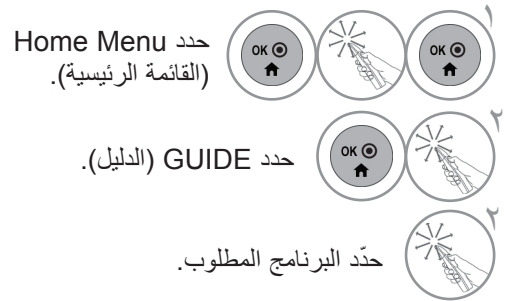 ١
OK OK حدد Home Menu
(القائمة الرئيسية).
٢
OK حدد GUIDE (الدليل).
٢
حدّد البرنامج المطلوب.